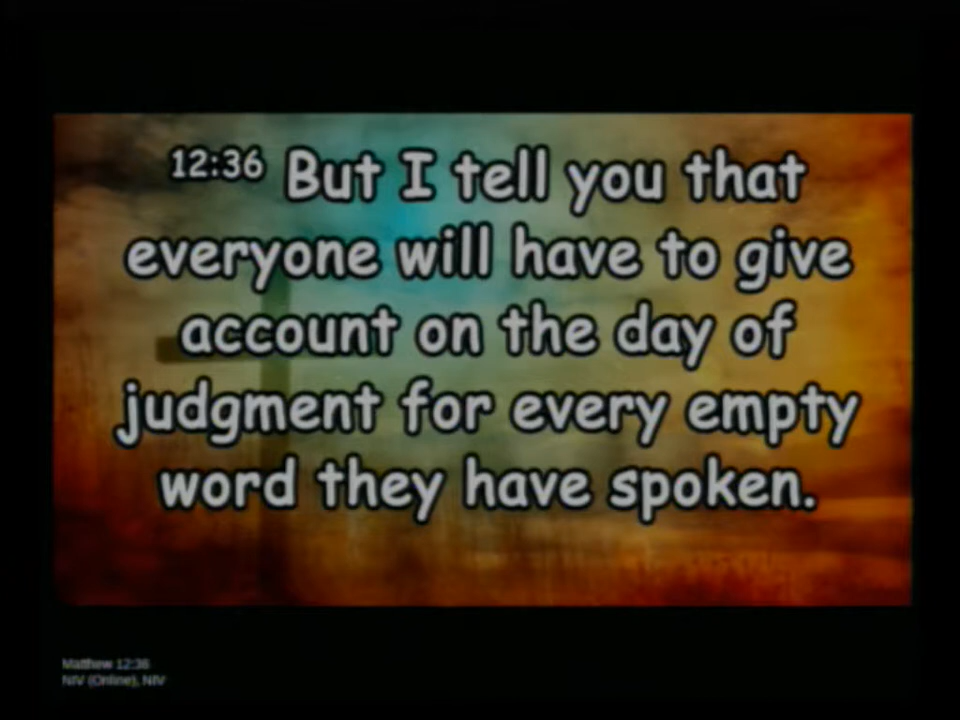 12:36 But I tell you that
everyone will have to give
account on the day of
judgment for every empty
word they have spoken.
Matthew 12:36
NIV (Online), NIV